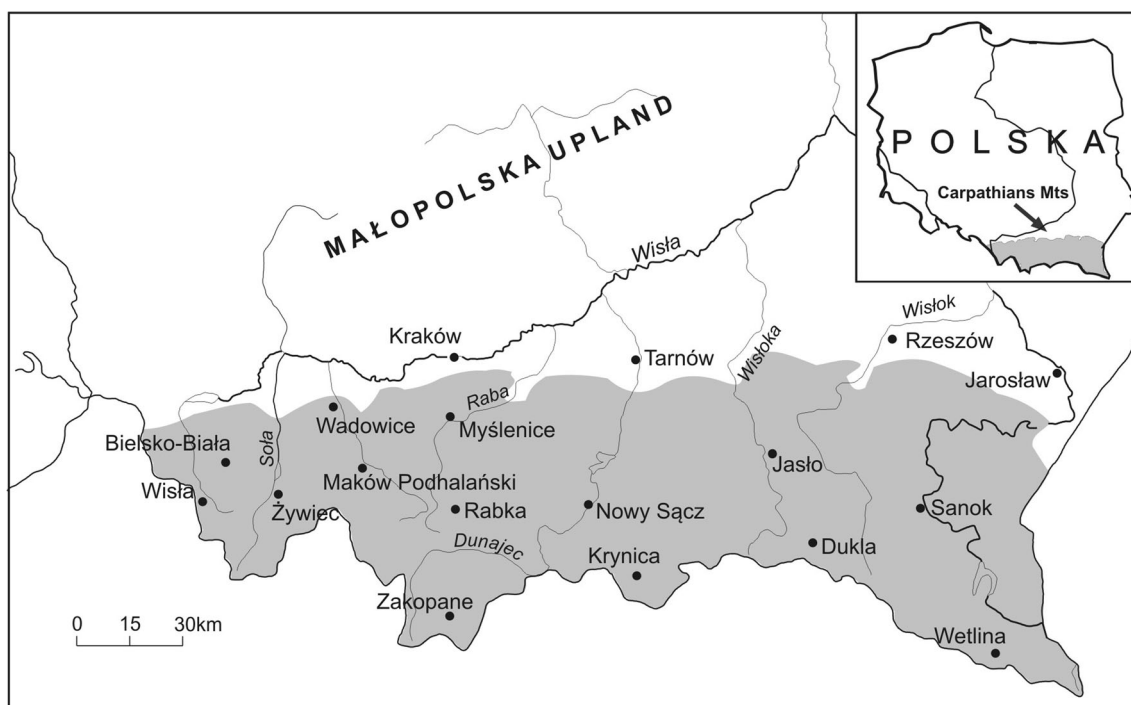 POLSKA
Carpathians Mts
MAŁOPOLSKA UPLAND
Wisła
Wisłok
Kraków
Tarnów
Wisłoka
Rzeszów
Jarosław
Raba
Wadowice
Myślenice
Bielsko-Biała
Soła
Maków Podhalański
Jasło
Wisła
Żywiec
Rabka
Nowy Sącz
Sanok
Dunajec
Krynica
Dukla
Zakopane
0 15 30km
Wetlina